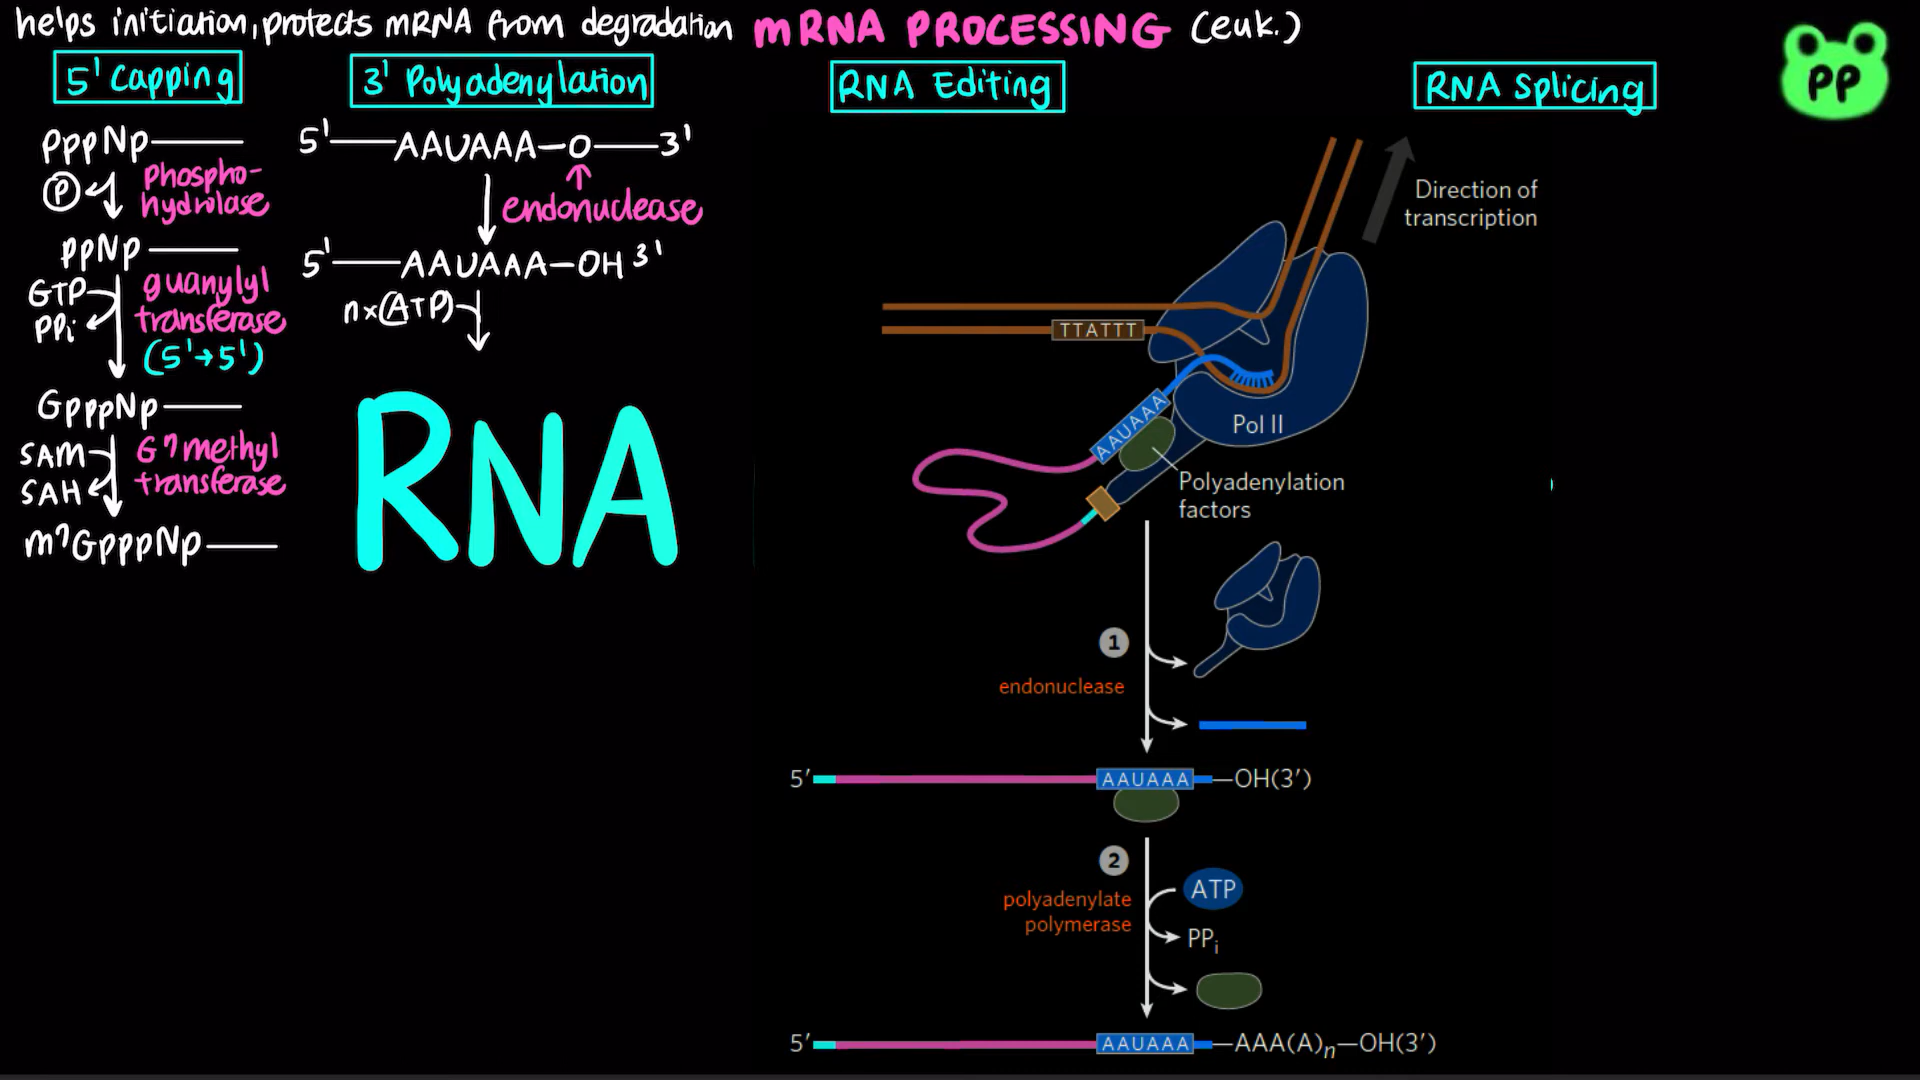 helps initiation, protects mRNA from degradation
mRNA PROCESSING (euk.)
PP
5' Capping
3' Polyadenylation
RNA Editing
RNA Splicing
pppNp
P
phospho-
hydrolase
ppNp
GTP
PPi
guanylyl
transferase
(5'→5')
GpppNp
SAM
SAH
G7 methyl
transferase
m7GpppNp
5' AAUAAA-O 3'
endonuclease
5' AAUAAA-OH 3'
n×(ATP)
RNA
Direction of
transcription
TTATTT
AAUAAA
Pol II
Polyadenylation
factors
1
endonuclease
5′ AAUAAA —OH(3′)
2
polyadenylate
polymerase
ATP
PPi
5′ AAUAAA —AAA(A)n—OH(3′)